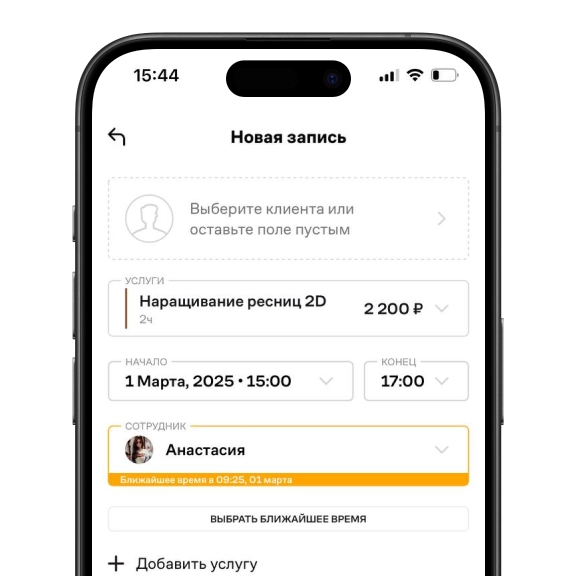 15:44
Новая запись
Выберите клиента или
оставьте поле пустым
УСЛУГИ
Наращивание ресниц 2D
2 200 ₽
2ч
НАЧАЛО
КОНЕЦ
1 Марта, 2025 • 15:00
17:00
СОТРУДНИК
Анастасия
Ближайшее время в 09:25, 01 марта
ВЫБРАТЬ БЛИЖАЙШЕЕ ВРЕМЯ
+ Добавить услугу